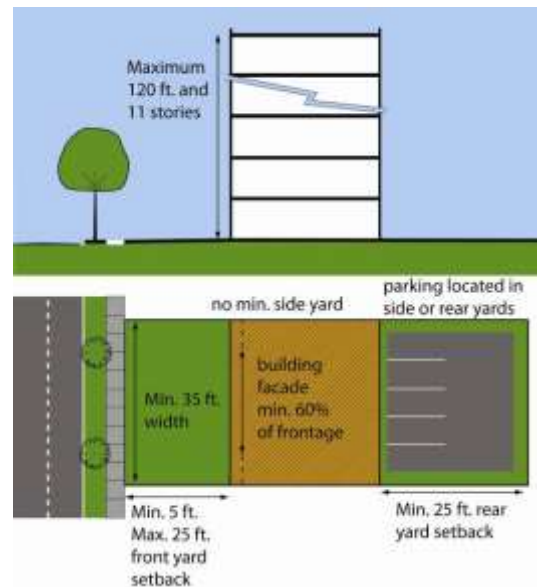 Maximum
120 ft. and
11 stories
no min. side yard
parking located in
side or rear yards
Min. 35 ft.
width
building
facade
min. 60%
of frontage
Min. 5 ft.
Max. 25 ft.
front yard
setback
Min. 25 ft. rear
yard setback